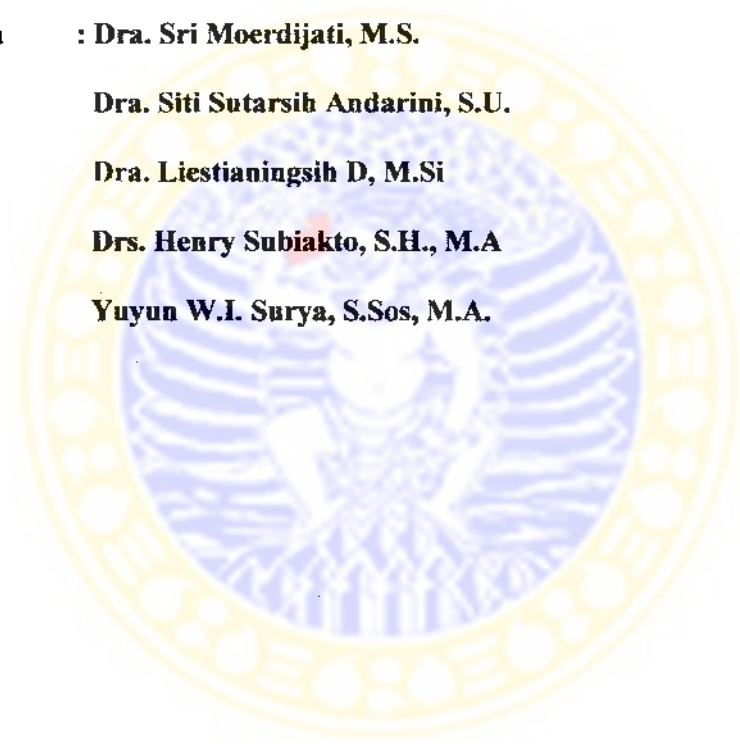 : Dra. Sri Moerdijati, M.S.
Dra. Siti Sutarsih Andarini, S.U.
Dra. Liestianingsih D, M.Si
Drs. Henry Subiakto, S.H., M.A
Yuyun W.I. Surya, S.Sos, M.A.